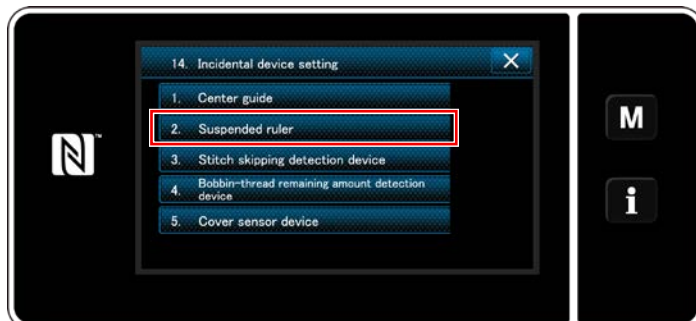 14. Incidental device setting
1. Center guide
2. Suspended ruler
3. Stitch skipping detection device
4. Bobbin-thread remaining amount detection
device
5. Cover sensor device
M
i